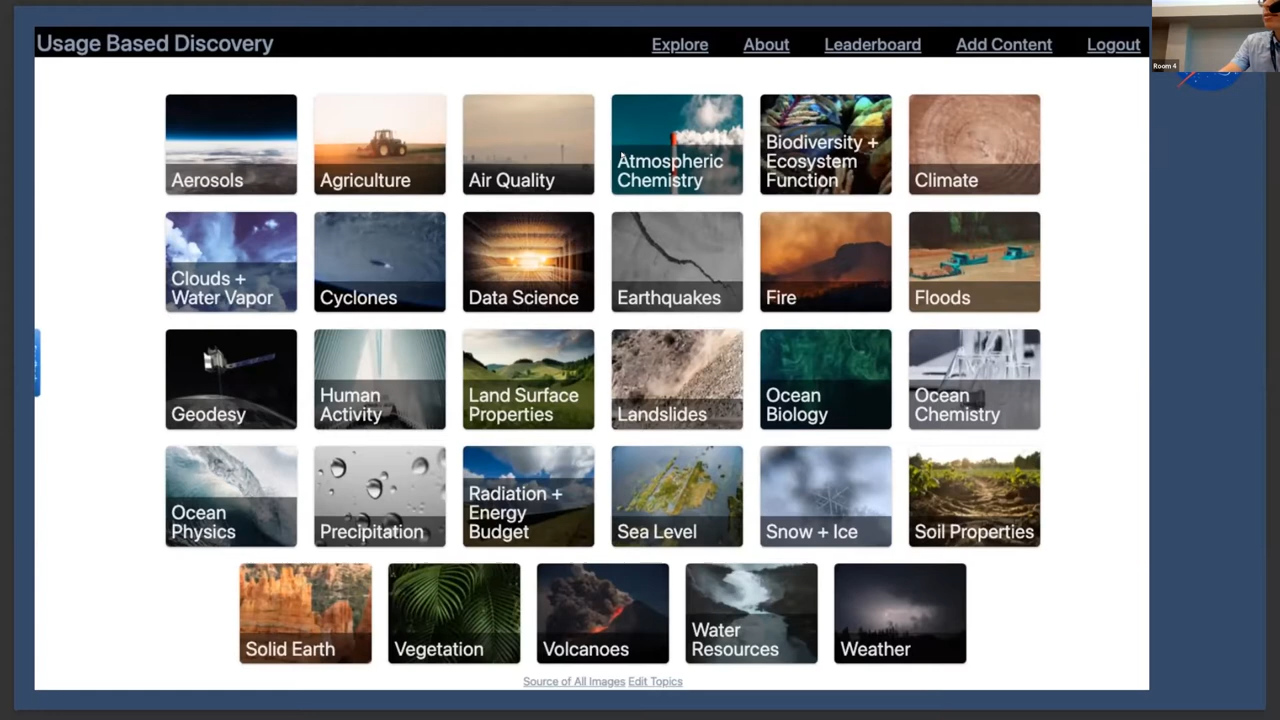 Usage Based Discovery
Explore
About
Leaderboard
Add Content
Logout
Room 4
Aerosols
Agriculture
Air Quality
Atmospheric
Chemistry
Biodiversity +
Ecosystem
Function
Climate
Clouds +
Water Vapor
Cyclones
Data Science
Earthquakes
Fire
Floods
Geodesy
Human
Activity
Land Surface
Properties
Landslides
Ocean
Biology
Ocean
Chemistry
Ocean
Physics
Precipitation
Radiation +
Energy
Budget
Sea Level
Snow + Ice
Soil Properties
Solid Earth
Vegetation
Volcanoes
Water
Resources
Weather
Source of All Images Edit Topics